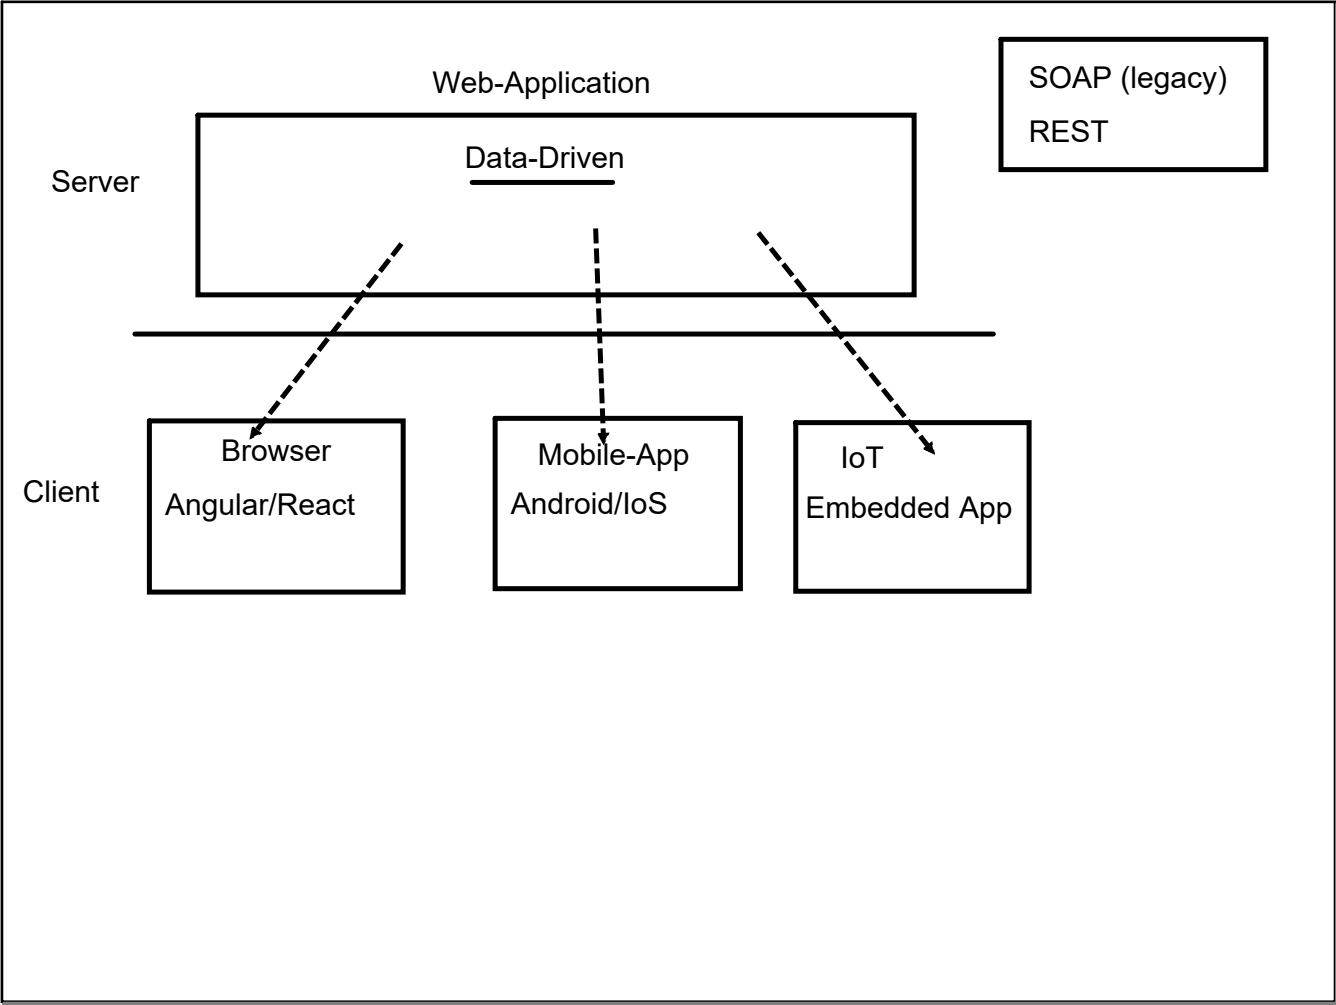 Web-Application
SOAP (legacy)
REST
Server
Data-Driven
Client
Browser
Angular/React
Mobile-App
Android/IoS
IoT
Embedded App